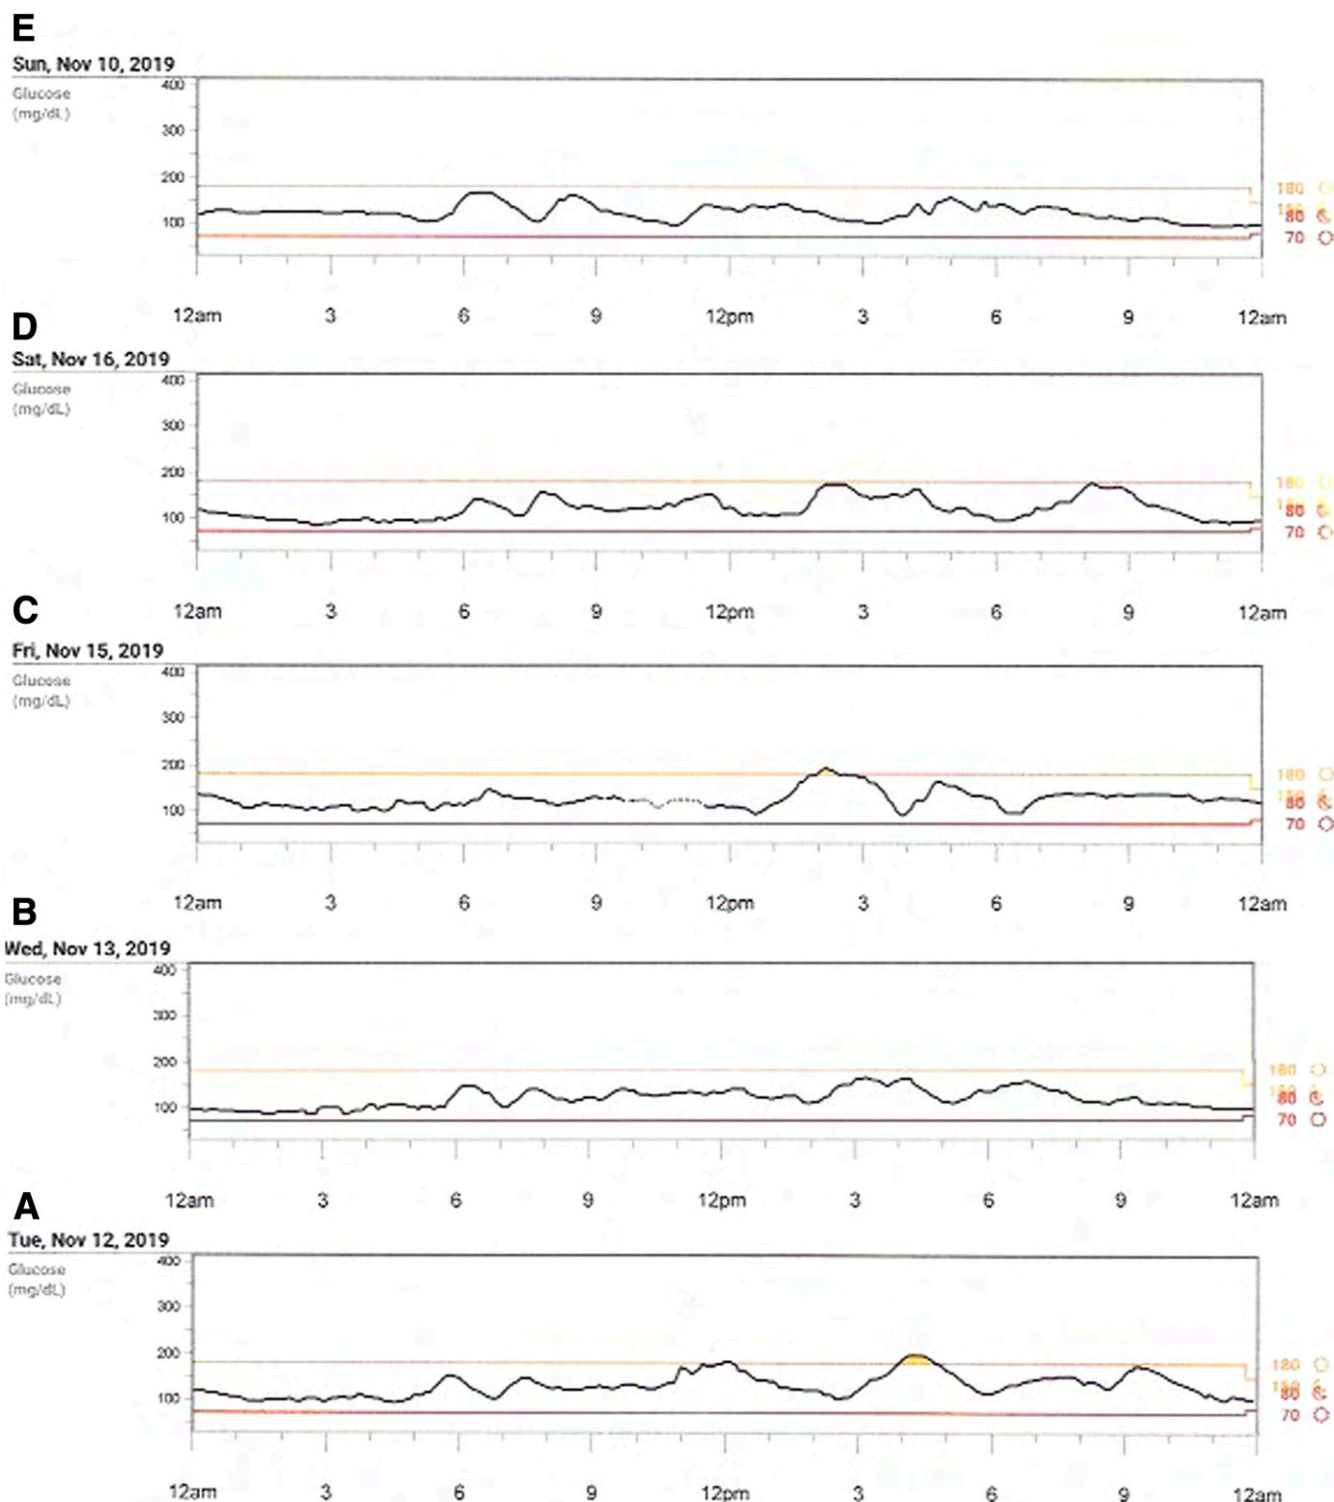 E
Sun, Nov 10, 2019
Glucose
(mg/dL)
400
300
200
100
180
80
70
12am 3 6 9 12pm 3 6 9 12am
D
Sat, Nov 16, 2019
Glucose
(mg/dL)
400
300
200
100
180
80
70
12am 3 6 9 12pm 3 6 9 12am
C
Fri, Nov 15, 2019
Glucose
(mg/dL)
400
300
200
100
180
80
70
12am 3 6 9 12pm 3 6 9 12am
B
Wed, Nov 13, 2019
Glucose
(mg/dL)
400
300
200
100
180
80
70
12am 3 6 9 12pm 3 6 9 12am
A
Tue, Nov 12, 2019
Glucose
(mg/dL)
400
300
200
100
180
80
70
12am 3 6 9 12pm 3 6 9 12am